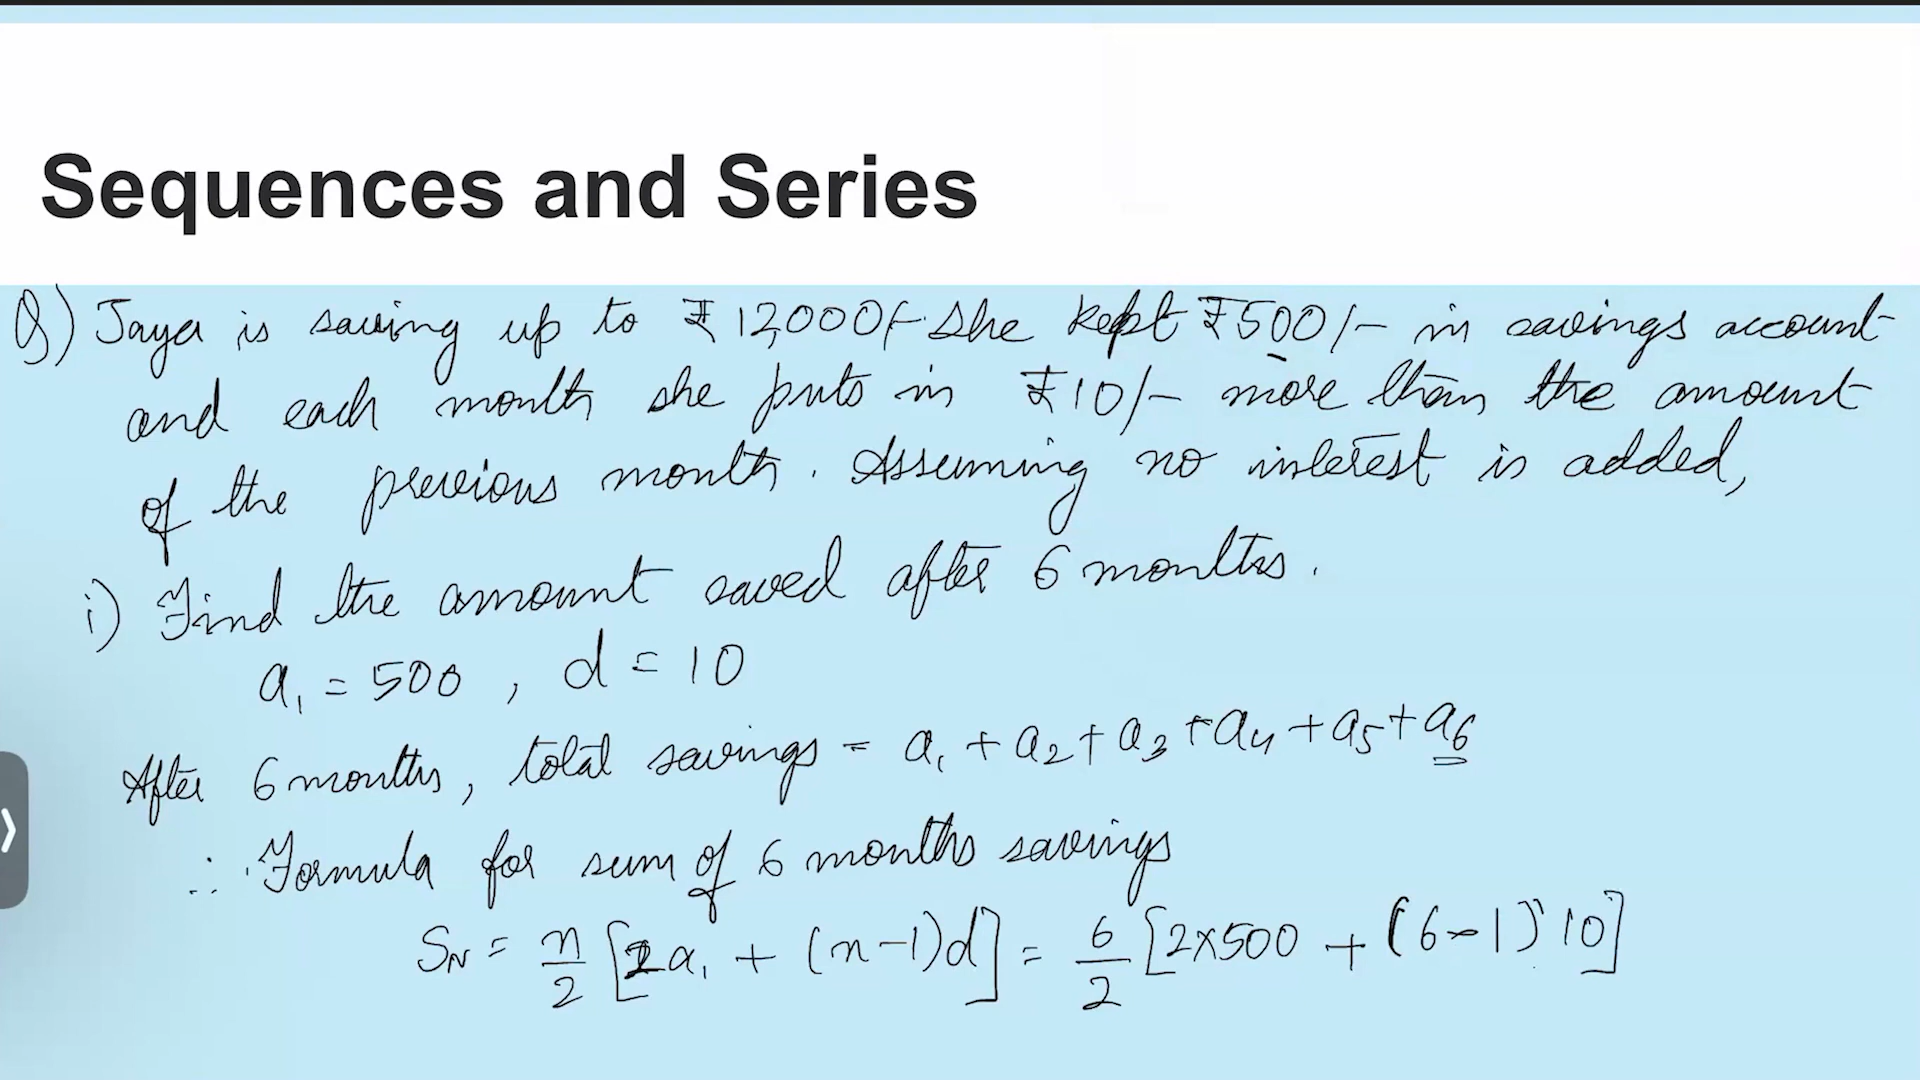 Sequences and Series
Q) Jaya is saving up to ₹12,000/-. She kept ₹500/- in savings account
and each month she puts in ₹10/- more than the amount
of the previous month. Assuming no interest is added,
i) Find the amount saved after 6 months.
a₁ = 500 , d = 10
After 6 months, total savings = a₁ + a₂ + a₃ + a₄ + a₅ + a₆
∴ Formula for sum of 6 months savings
Sₙ = n/2 [2a₁ + (n-1)d] = 6/2 [2×500 + (6-1)10]